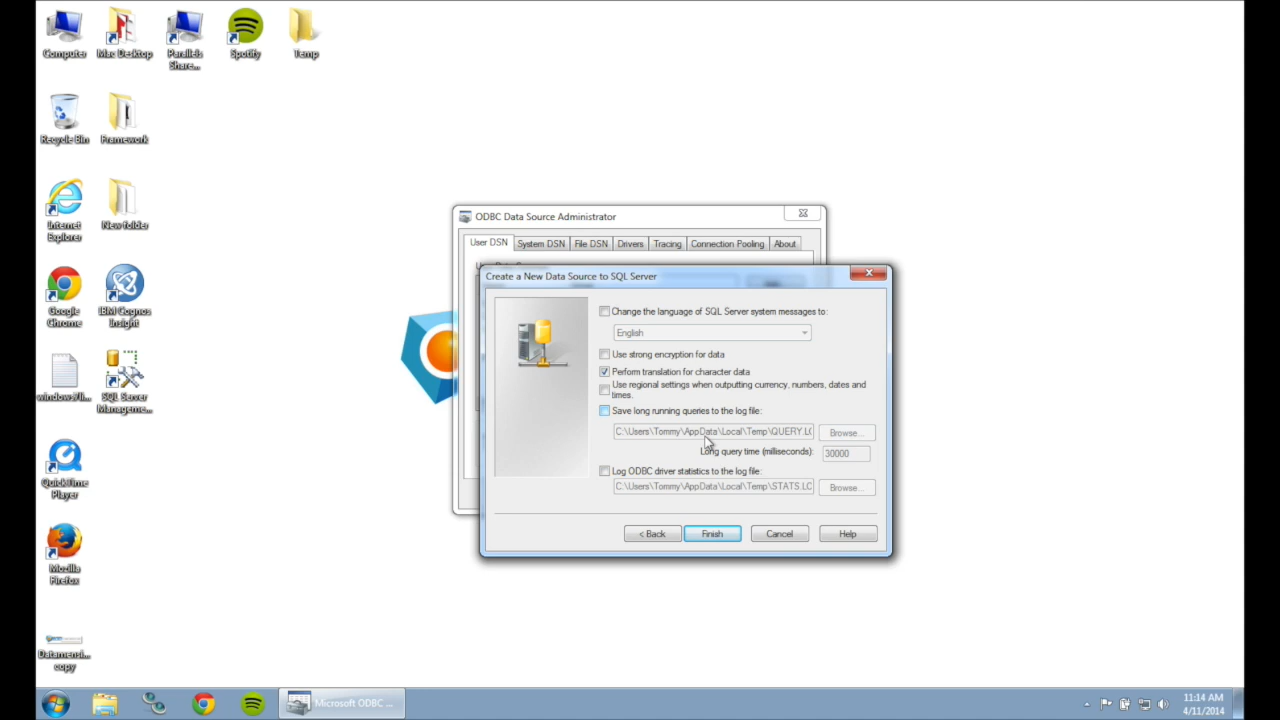 Computer
Mac Desktop
Parallels
Share...
Spotify
Temp
Recycle Bin
Framework
Internet
Explorer
New folder
Google
Chrome
IBM Cognos
Insight
windows7li...
SQL Server
Manageme...
QuickTime
Player
Mozilla
Firefox
Datamensi...
copy
ODBC Data Source Administrator
User DSN
System DSN
File DSN
Drivers
Tracing
Connection Pooling
About
Create a New Data Source to SQL Server
Change the language of SQL Server system messages to:
English
Use strong encryption for data
Perform translation for character data
Use regional settings when outputting currency, numbers, dates and
times.
Save long running queries to the log file:
C:\Users\Tommy\AppData\Local\Temp\QUERY.LC
Browse...
Long query time (milliseconds):
30000
Log ODBC driver statistics to the log file:
C:\Users\Tommy\AppData\Local\Temp\STATS.LC
Browse...
< Back
Finish
Cancel
Help
Microsoft ODBC ...
11:14 AM
4/11/2014